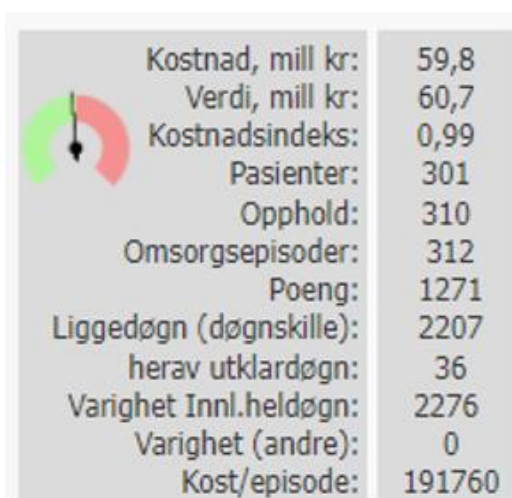 Kostnad, mill kr: 59,8
Verdi, mill kr: 60,7
Kostnadsindeks: 0,99
Pasienter: 301
Opphold: 310
Omsorgsepisoder: 312
Poeng: 1271
Liggedøgn (døgnskille): 2207
herav utklardøgn: 36
Varighet Innl.heldøgn: 2276
Varighet (andre): 0
Kost/episode: 191760